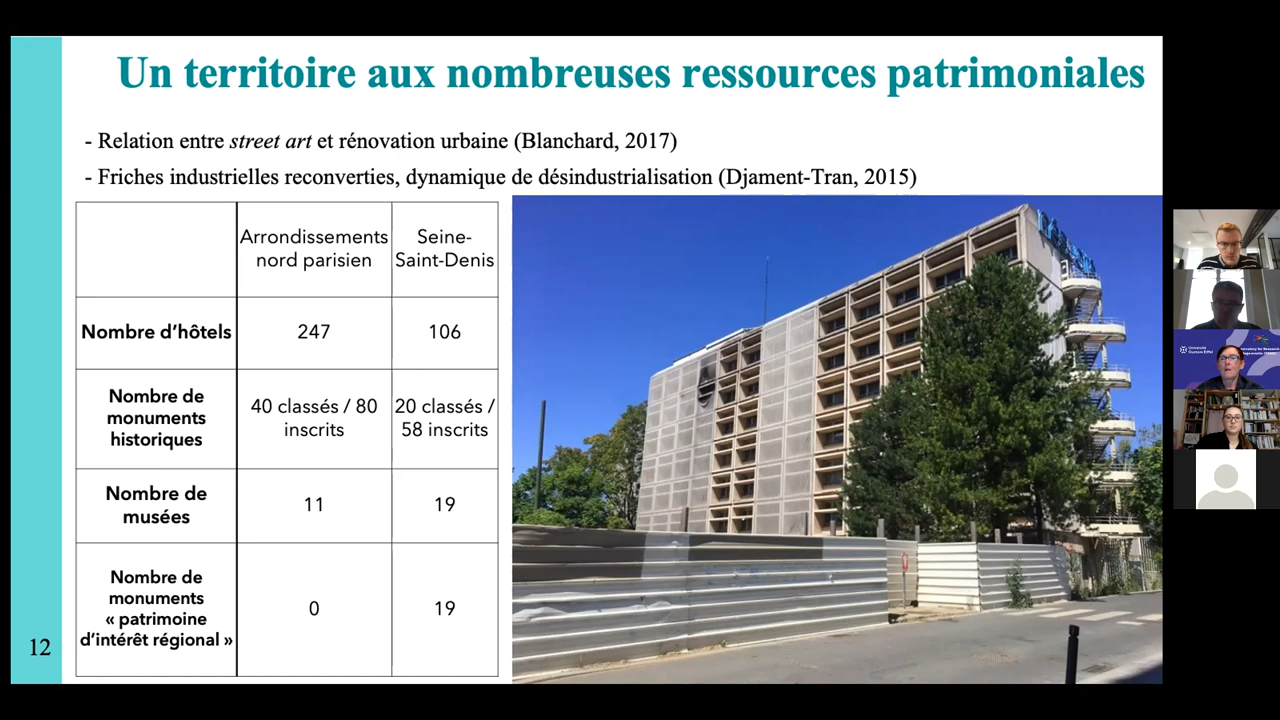 Un territoire aux nombreuses ressources patrimoniales
- Relation entre street art et rénovation urbaine (Blanchard, 2017)
- Friches industrielles reconverties, dynamique de désindustrialisation (Djament-Tran, 2015)
Arrondissements
nord parisien
Seine-
Saint-Denis
Nombre d'hôtels
247
106
Nombre de
monuments
historiques
40 classés / 80
inscrits
20 classés /
58 inscrits
Nombre de
musées
11
19
Nombre de
monuments
« patrimoine
d'intérêt régional »
0
19
12
Université
Gustave Eiffel